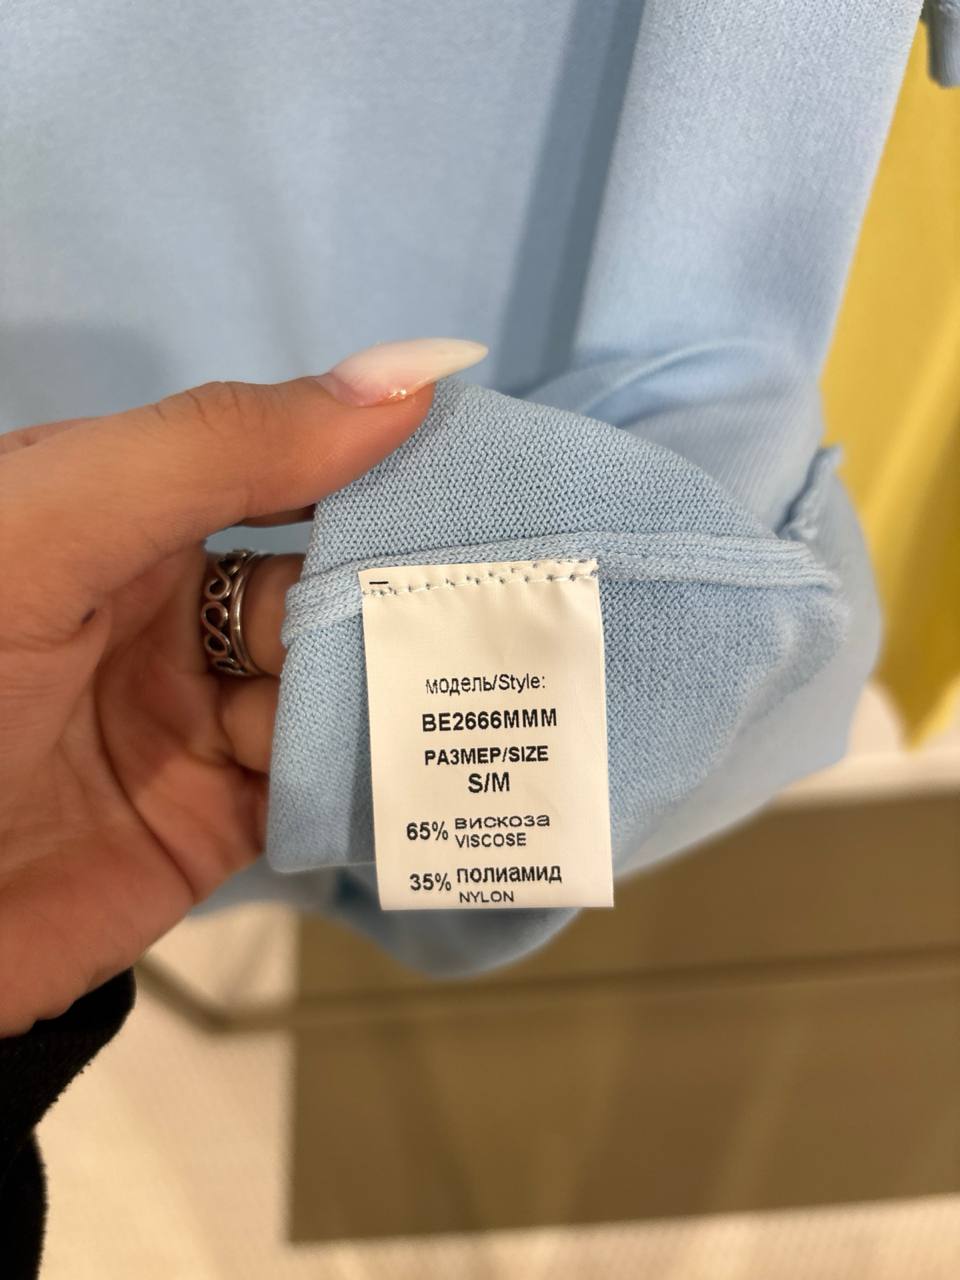 модель/Style:
BE2666MMM
РАЗМЕР/SIZE
S/M
65% вискоза
VISCOSE
35% полиамид
NYLON